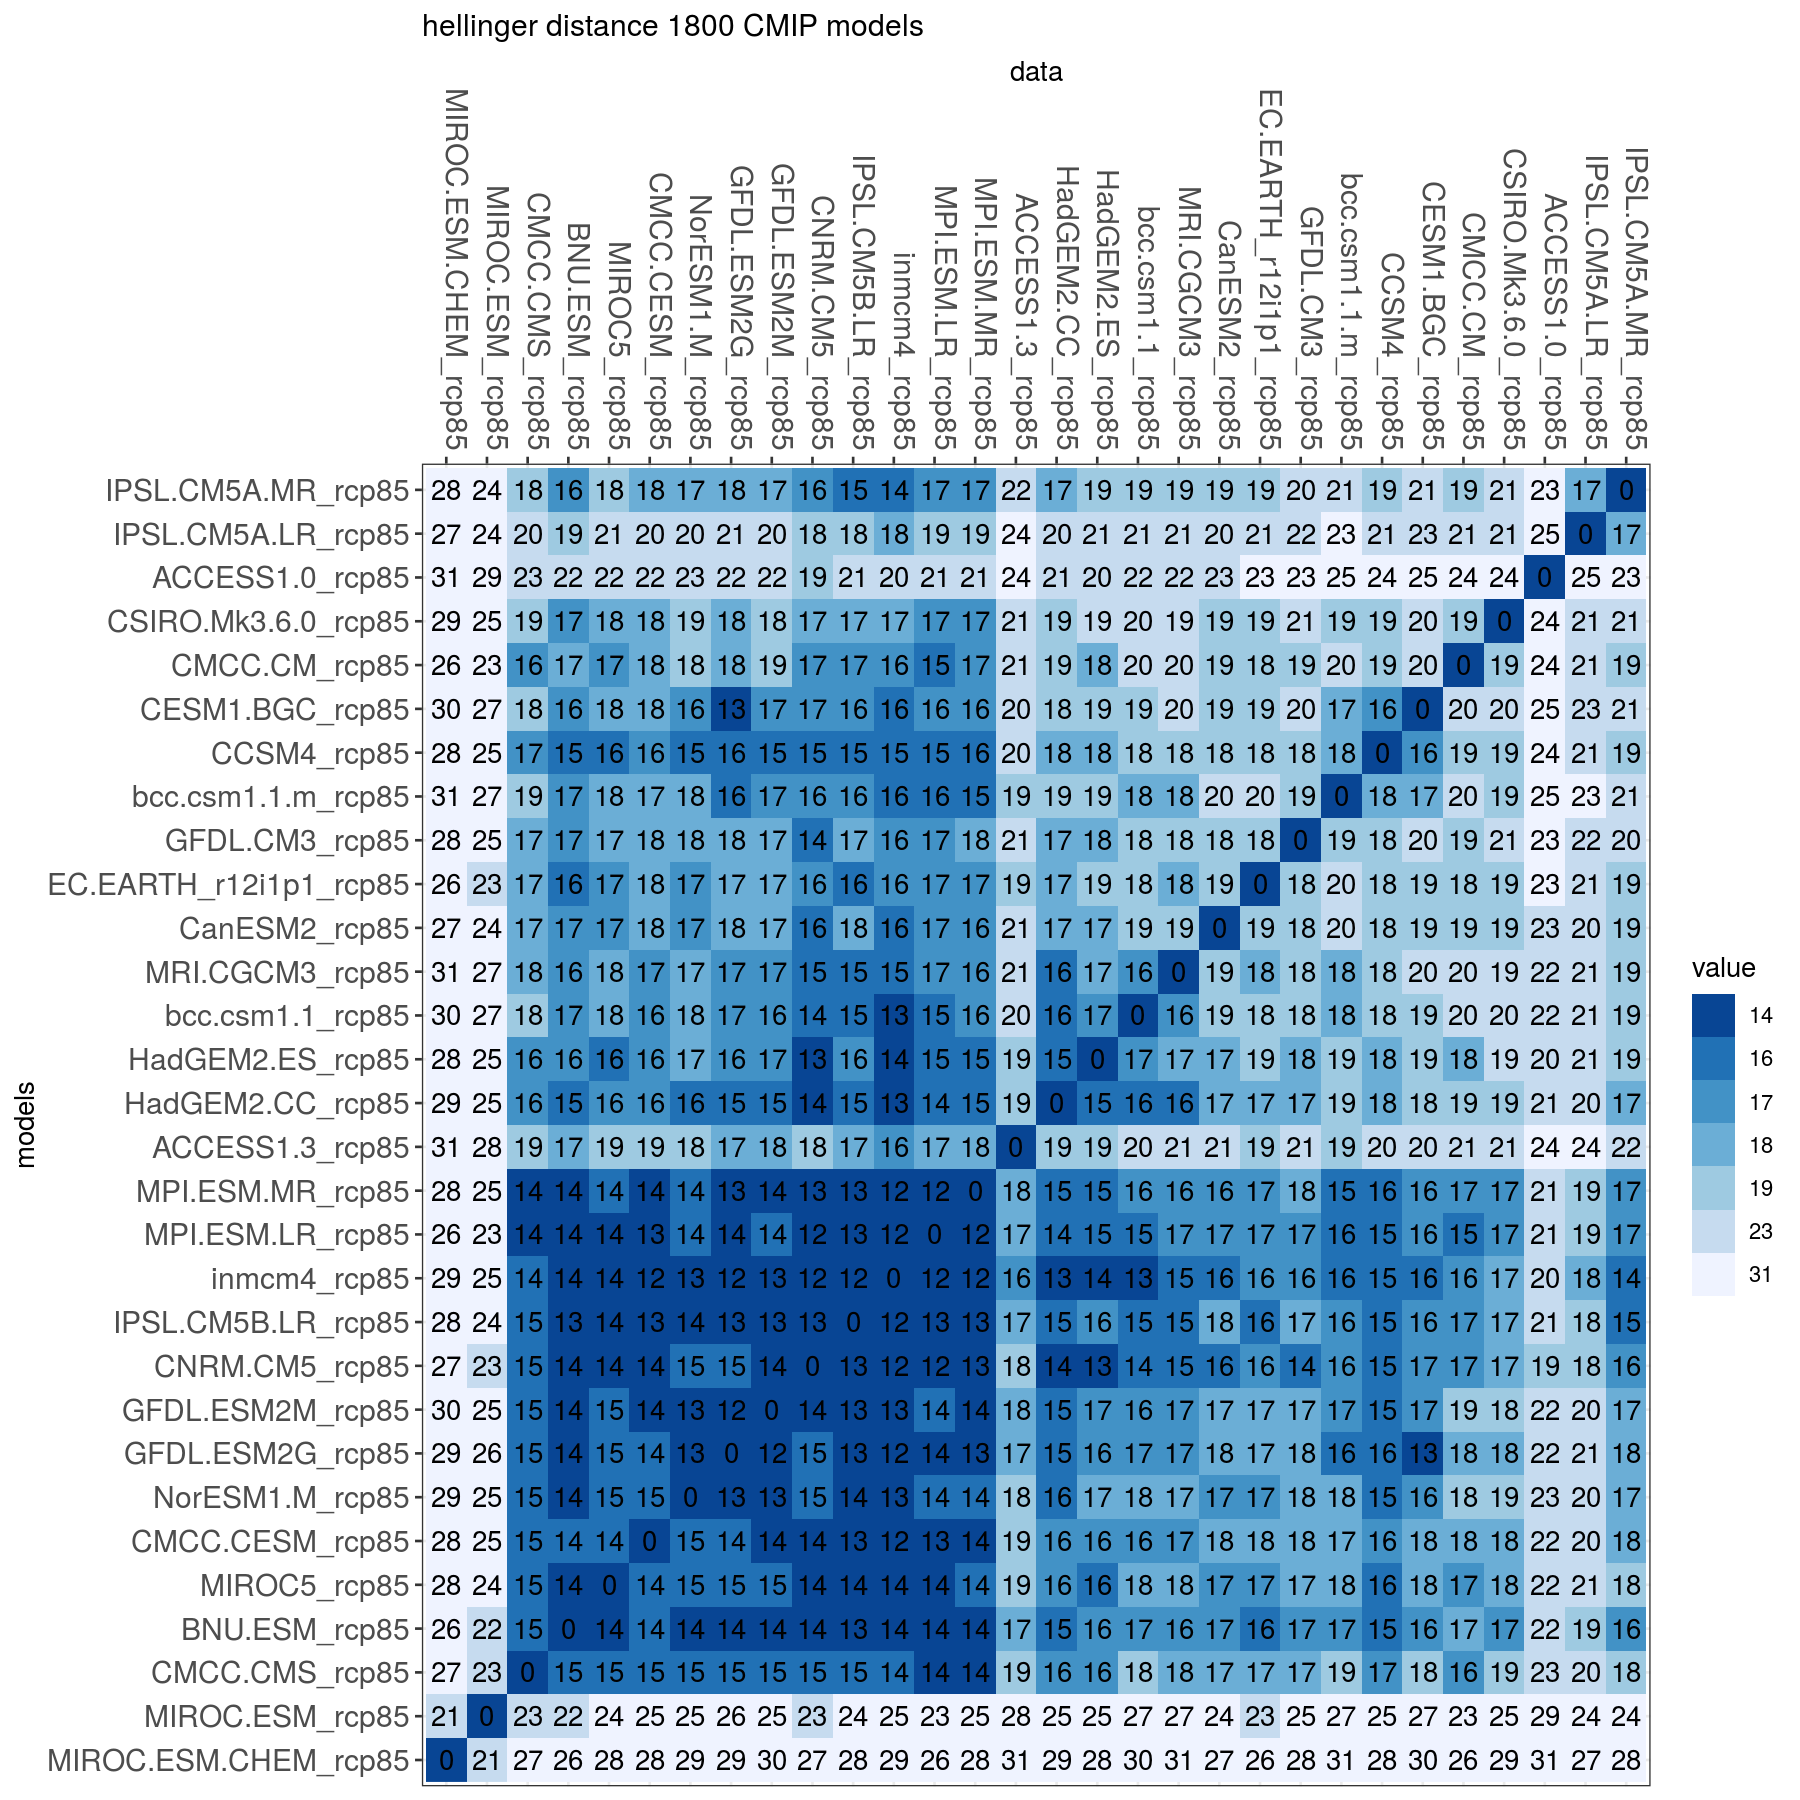 hellinger distance 1800 CMIP models
data
MIROC.ESM.CHEM_rcp85
MIROC.ESM_rcp85
CMCC.CMS_rcp85
BNU.ESM_rcp85
MIROC5_rcp85
CMCC.CESM_rcp85
NorESM1.M_rcp85
GFDL.ESM2G_rcp85
GFDL.ESM2M_rcp85
CNRM.CM5_rcp85
IPSL.CM5B.LR_rcp85
inmcm4_rcp85
MPI.ESM.LR_rcp85
MPI.ESM.MR_rcp85
ACCESS1.3_rcp85
HadGEM2.CC_rcp85
HadGEM2.ES_rcp85
bcc.csm1.1_rcp85
MRI.CGCM3_rcp85
CanESM2_rcp85
EC.EARTH_r12i1p1_rcp85
GFDL.CM3_rcp85
bcc.csm1.1.m_rcp85
CCSM4_rcp85
CESM1.BGC_rcp85
CMCC.CM_rcp85
CSIRO.Mk3.6.0_rcp85
ACCESS1.0_rcp85
IPSL.CM5A.LR_rcp85
IPSL.CM5A.MR_rcp85
IPSL.CM5A.MR_rcp85 28 24 18 16 18 18 17 18 17 16 15 14 17 17 22 17 19 19 19 19 19 20 21 19 21 19 21 23 17 0
IPSL.CM5A.LR_rcp85 27 24 20 19 21 20 20 21 20 18 18 18 19 19 24 20 21 21 21 20 21 22 23 21 23 21 21 25 0 17
ACCESS1.0_rcp85 31 29 23 22 22 22 23 22 22 19 21 20 21 21 24 21 20 22 22 23 23 23 25 24 25 24 24 0 25 23
CSIRO.Mk3.6.0_rcp85 29 25 19 17 18 18 19 18 18 17 17 17 17 17 21 19 19 20 19 19 19 21 19 19 20 19 0 24 21 21
CMCC.CM_rcp85 26 23 16 17 17 18 18 18 19 17 17 16 15 17 21 19 18 20 20 19 18 19 20 19 20 0 19 24 21 19
CESM1.BGC_rcp85 30 27 18 16 18 18 16 13 17 17 16 16 16 16 20 18 19 19 20 19 19 20 17 16 0 20 20 25 23 21
CCSM4_rcp85 28 25 17 15 16 16 15 16 15 15 15 15 15 16 20 18 18 18 18 18 18 18 18 0 16 19 19 24 21 19
bcc.csm1.1.m_rcp85 31 27 19 17 18 17 18 16 17 16 16 16 16 15 19 19 19 18 18 20 20 19 0 18 17 20 19 25 23 21
GFDL.CM3_rcp85 28 25 17 17 17 18 18 18 17 14 17 16 17 18 21 17 18 18 18 18 18 0 19 18 20 19 21 23 22 20
EC.EARTH_r12i1p1_rcp85 26 23 17 16 17 18 17 17 17 16 16 16 17 17 19 17 19 18 18 19 0 18 20 18 19 18 19 23 21 19
CanESM2_rcp85 27 24 17 17 17 18 17 18 17 16 18 16 17 16 21 17 17 19 19 0 19 18 20 18 19 19 19 23 20 19
MRI.CGCM3_rcp85 31 27 18 16 18 17 17 17 17 15 15 15 17 16 21 16 17 16 0 19 18 18 18 18 20 20 19 22 21 19
bcc.csm1.1_rcp85 30 27 18 17 18 16 18 17 16 14 15 13 15 16 20 16 17 0 16 19 18 18 18 18 19 20 20 22 21 19
HadGEM2.ES_rcp85 28 25 16 16 16 16 17 16 17 13 16 14 15 15 19 15 0 17 17 17 19 18 19 18 19 18 19 20 21 19
HadGEM2.CC_rcp85 29 25 16 15 16 16 16 15 15 14 15 13 14 15 19 0 15 16 16 17 17 17 19 18 18 19 19 21 20 17
ACCESS1.3_rcp85 31 28 19 17 19 19 18 17 18 18 17 16 17 18 0 19 19 20 21 21 19 21 19 20 20 21 21 24 24 22
MPI.ESM.MR_rcp85 28 25 14 14 14 14 14 13 14 13 13 12 12 0 18 15 15 16 16 16 17 18 15 16 16 17 17 21 19 17
MPI.ESM.LR_rcp85 26 23 14 14 14 13 14 14 14 12 13 12 0 12 17 14 15 15 17 17 17 17 16 15 16 15 17 21 19 17
inmcm4_rcp85 29 25 14 14 14 12 13 12 13 12 12 0 12 12 16 13 14 13 15 16 16 16 16 15 16 16 17 20 18 14
IPSL.CM5B.LR_rcp85 28 24 15 13 14 13 14 13 13 13 0 12 13 13 17 15 16 15 15 18 16 17 16 15 16 17 17 21 18 15
CNRM.CM5_rcp85 27 23 15 14 14 14 15 15 14 0 13 12 12 13 18 14 13 14 15 16 16 14 16 15 17 17 17 19 18 16
GFDL.ESM2M_rcp85 30 25 15 14 15 14 13 12 0 14 13 13 14 14 18 15 17 16 17 17 17 17 17 15 17 19 18 22 20 17
GFDL.ESM2G_rcp85 29 26 15 14 15 14 13 0 12 15 13 12 14 13 17 15 16 17 17 18 17 18 16 16 13 18 18 22 21 18
NorESM1.M_rcp85 29 25 15 14 15 15 0 13 13 15 14 13 14 14 18 16 17 18 17 17 17 18 18 15 16 18 19 23 20 17
CMCC.CESM_rcp85 28 25 15 14 14 0 15 14 14 14 13 12 13 14 19 16 16 16 17 18 18 18 17 16 18 18 18 22 20 18
MIROC5_rcp85 28 24 15 14 0 14 15 15 15 14 14 14 14 14 19 16 16 18 18 17 17 17 18 16 18 17 18 22 21 18
BNU.ESM_rcp85 26 22 15 0 14 14 14 14 14 14 13 14 14 14 17 15 16 17 16 17 16 17 17 15 16 17 17 22 19 16
CMCC.CMS_rcp85 27 23 0 15 15 15 15 15 15 15 15 14 14 14 19 16 16 18 18 17 17 17 19 17 18 16 19 23 20 18
MIROC.ESM_rcp85 21 0 23 22 24 25 25 26 25 23 24 25 23 25 28 25 25 27 27 24 23 25 27 25 27 23 25 29 24 24
MIROC.ESM.CHEM_rcp85 0 21 27 26 28 28 29 29 30 27 28 29 26 28 31 29 28 30 31 27 26 28 31 28 30 26 29 31 27 28
models
value
14
16
17
18
19
23
31